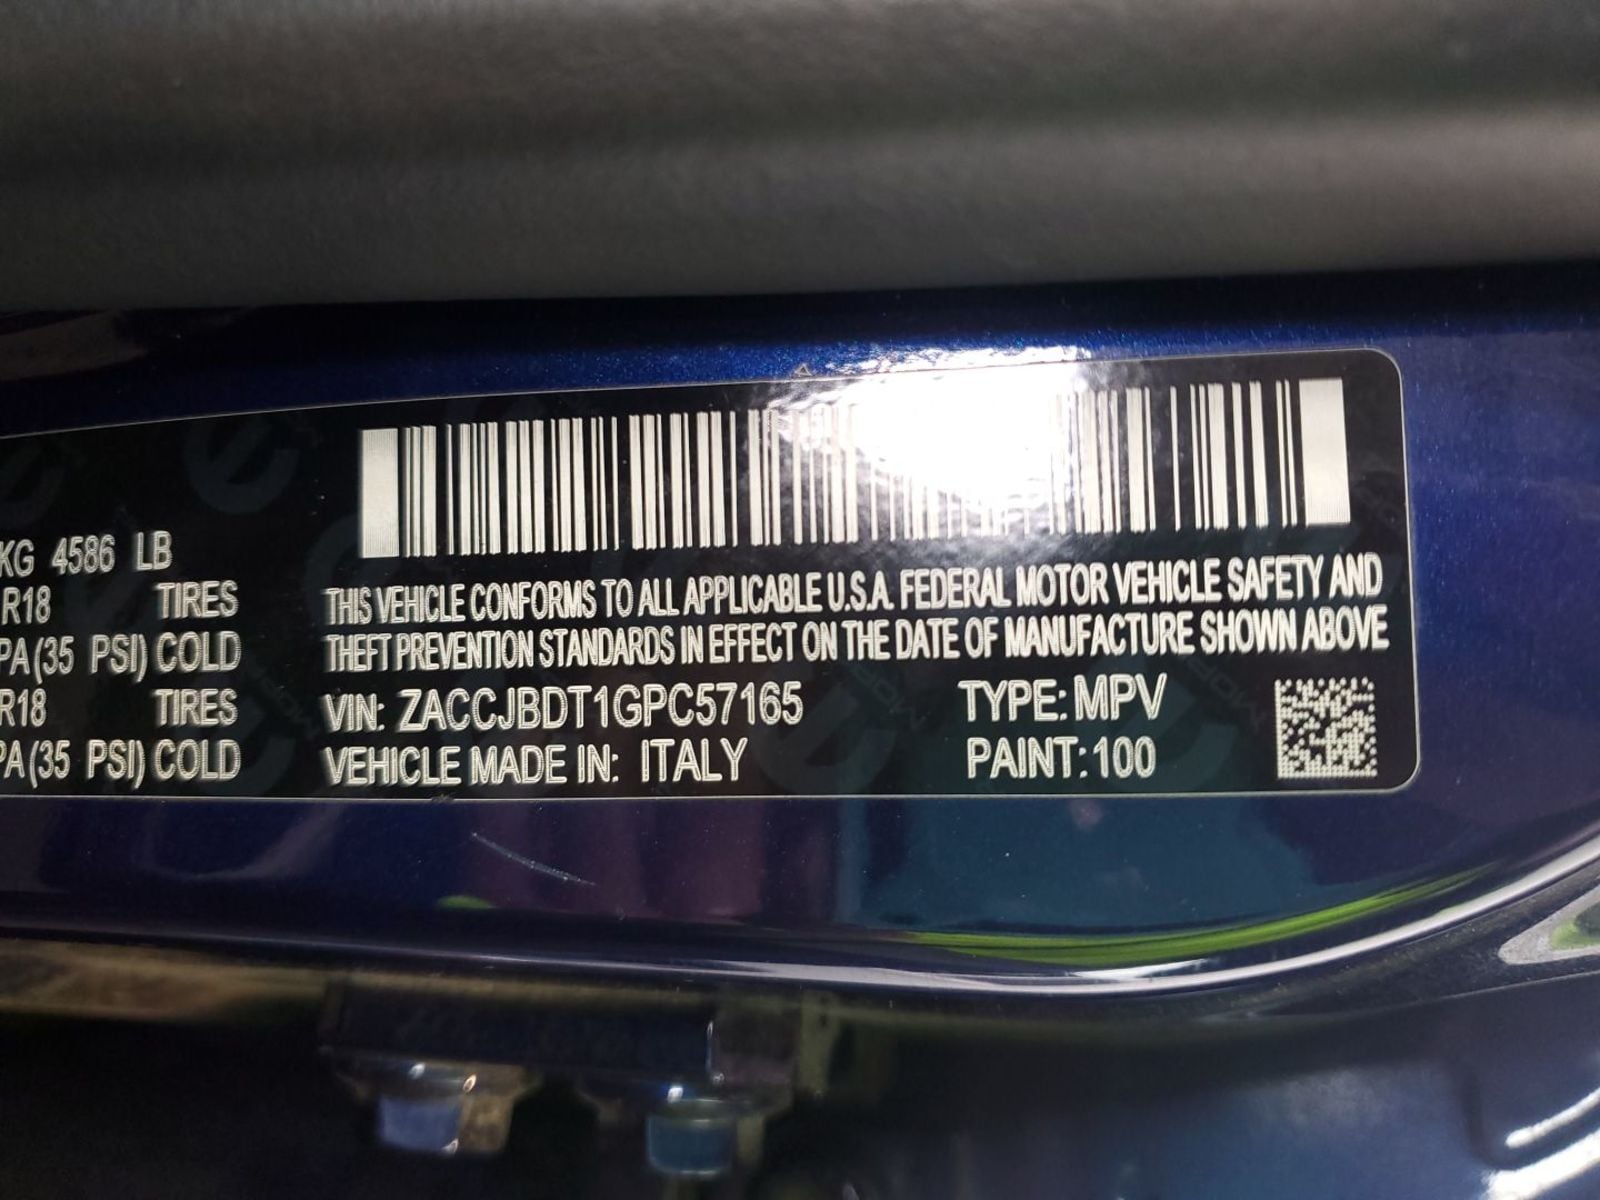 KG 4586 LB
R18 TIRES
PA(35 PSI) COLD
R18 TIRES
PA(35 PSI) COLD
THIS VEHICLE CONFORMS TO ALL APPLICABLE U.S.A. FEDERAL MOTOR VEHICLE SAFETY AND
THEFT PREVENTION STANDARDS IN EFFECT ON THE DATE OF MANUFACTURE SHOWN ABOVE
VIN: ZACCJBDT1GPC57165 TYPE: MPV
VEHICLE MADE IN: ITALY PAINT: 100